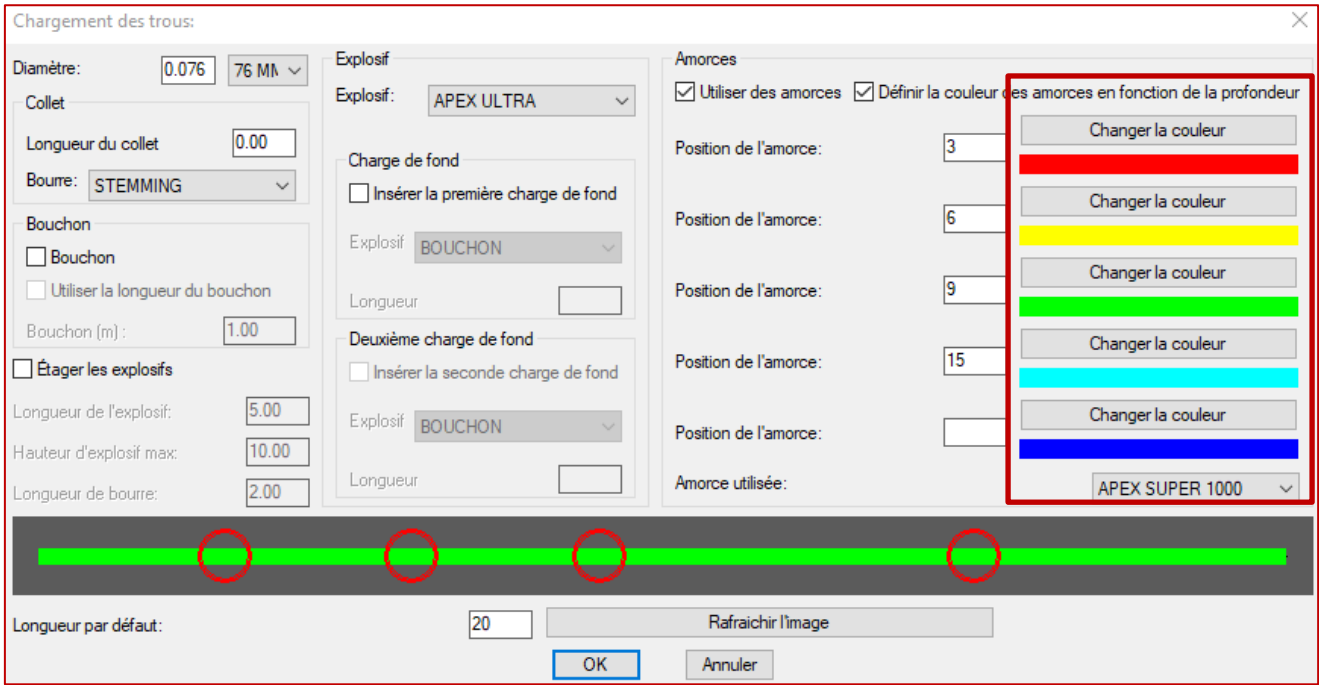 Chargement des trous:
Diamètre: 0.076 76 MM
Collet
Longueur du collet 0.00
Bourre: STEMMING
Bouchon
Bouchon
Utiliser la longueur du bouchon
Bouchon (m) : 1.00
Étager les explosifs
Longueur de l'explosif: 5.00
Hauteur d'explosif max: 10.00
Longueur de bourre: 2.00
Explosif
Explosif: APEX ULTRA
Charge de fond
Insérer la première charge de fond
Explosif BOUCHON
Longueur
Deuxième charge de fond
Insérer la seconde charge de fond
Explosif BOUCHON
Longueur
Amorces
Utiliser des amorces Définir la couleur des amorces en fonction de la profondeur
Changer la couleur
Position de l'amorce: 3
Changer la couleur
Position de l'amorce: 6
Changer la couleur
Position de l'amorce: 9
Changer la couleur
Position de l'amorce: 15
Changer la couleur
Position de l'amorce:
Amorce utilisée: APEX SUPER 1000
Longueur par défaut: 20 Rafraichir l'image
OK Annuler